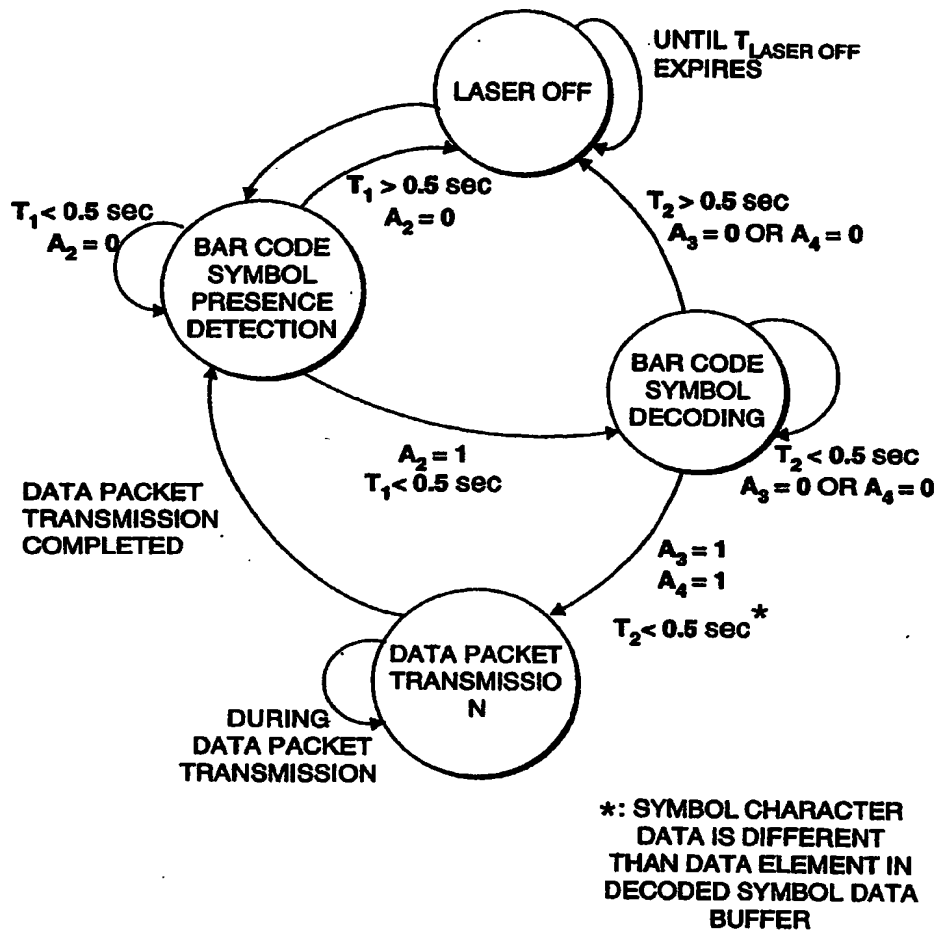 UNTIL T LASER OFF
EXPIRES
LASER OFF
T₁ > 0.5 sec
A₂ = 0
T₁ < 0.5 sec
A₂ = 0
BAR CODE
SYMBOL
PRESENCE
DETECTION
T₂ > 0.5 sec
A₃ = 0 OR A₄ = 0
BAR CODE
SYMBOL
DECODING
T₂ < 0.5 sec
A₃ = 0 OR A₄ = 0
A₂ = 1
T₁ < 0.5 sec
DATA PACKET
TRANSMISSION
COMPLETED
A₃ = 1
A₄ = 1
T₂ < 0.5 sec*
DATA PACKET
TRANSMISSIO
N
DURING
DATA PACKET
TRANSMISSION
*: SYMBOL CHARACTER
DATA IS DIFFERENT
THAN DATA ELEMENT IN
DECODED SYMBOL DATA
BUFFER